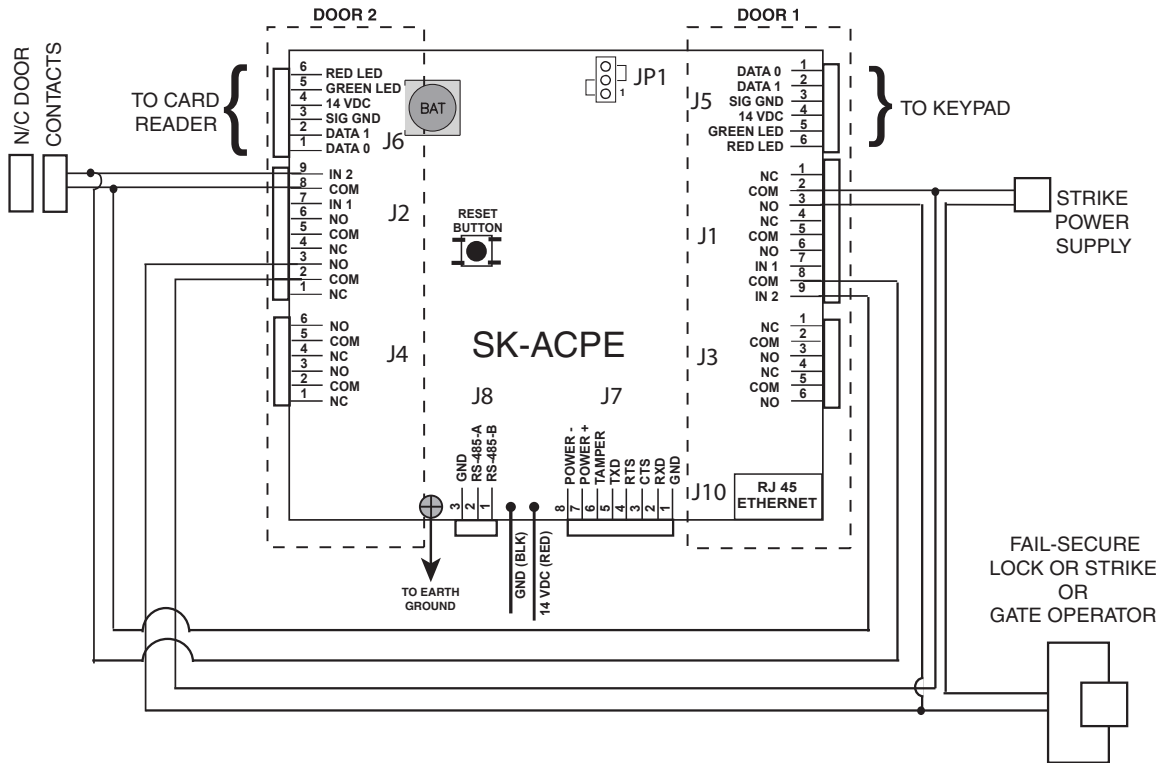 DOOR 2
DOOR 1
N/C DOOR
CONTACTS
TO CARD
READER
6 RED LED
5 GREEN LED
4 14 VDC
3 SIG GND
2 DATA 1
1 DATA 0
J6
BAT
JP1
1
J5
DATA 0 1
DATA 1 2
SIG GND 3
14 VDC 4
GREEN LED 5
RED LED 6
TO KEYPAD
9 IN 2
8 COM
7 IN 1
6 NO
5 COM
4 NC
3 NO
2 COM
1 NC
J2
RESET
BUTTON
J1
NC 1
COM 2
NO 3
NC 4
COM 5
NO 6
IN 1 7
COM 8
IN 2 9
STRIKE
POWER
SUPPLY
6 NO
5 COM
4 NC
3 NO
2 COM
1 NC
J4
SK-ACPE
J3
NC 1
COM 2
NO 3
NC 4
COM 5
NO 6
J8
GND 3
RS-485-A 2
RS-485-B 1
J7
POWER - 8
POWER + 7
TAMPER 6
TXD 5
RTS 4
CTS 3
RXD 2
GND 1
J10
RJ 45
ETHERNET
TO EARTH
GROUND
GND (BLK)
14 VDC (RED)
FAIL-SECURE
LOCK OR STRIKE
OR
GATE OPERATOR